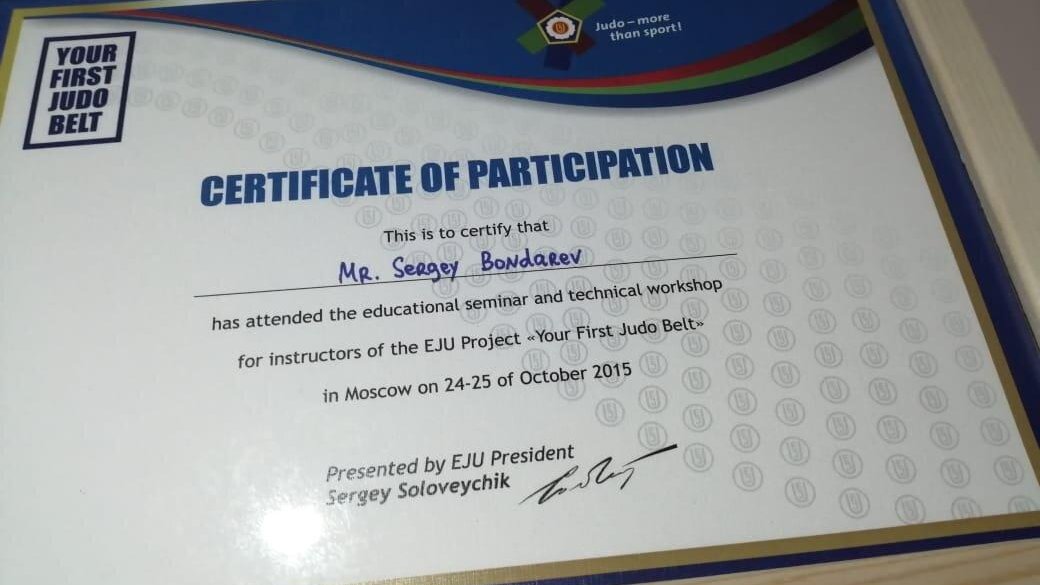 Judo – more
than sport!
YOUR
FIRST
JUDO
BELT
CERTIFICATE OF PARTICIPATION
This is to certify that
MR. Sergey Bondarev
has attended the educational seminar and technical workshop
for instructors of the EJU Project «Your First Judo Belt»
in Moscow on 24-25 of October 2015
Presented by EJU President
Sergey Soloveychik